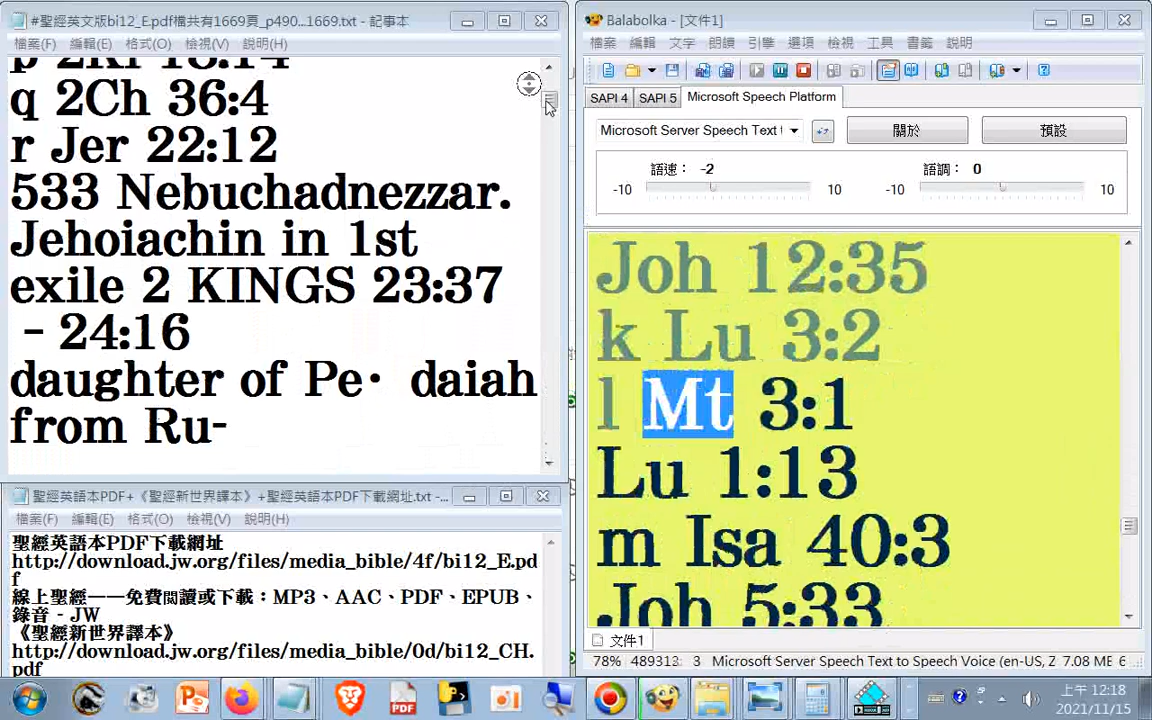 #聖經英文版bi12_E.pdf檔共有1669頁_p490...1669.txt - 記事本
檔案(F) 編輯(E) 格式(O) 檢視(V) 說明(H)
p 2Ki 18:14
q 2Ch 36:4
r Jer 22:12
533 Nebuchadnezzar.
Jehoiachin in 1st
exile 2 KINGS 23:37
- 24:16
daughter of Pe· daiah
from Ru-
聖經英語本PDF+《聖經新世界譯本》+聖經英語本PDF下載網址.txt -...
檔案(F) 編輯(E) 格式(O) 檢視(V) 說明(H)
聖經英語本PDF下載網址
http://download.jw.org/files/media_bible/4f/bi12_E.pd
f
線上聖經——免費閱讀或下載：MP3、AAC、PDF、EPUB、
錄音 - JW
《聖經新世界譯本》
http://download.jw.org/files/media_bible/0d/bi12_CH.
pdf
Balabolka - [文件1]
檔案 編輯 文字 朗讀 引擎 選項 檢視 工具 書籤 說明
SAPI 4 SAPI 5 Microsoft Speech Platform
Microsoft Server Speech Text t 關於 預設
語速： -2 語調： 0
-10 10 -10 10
Joh 12:35
k Lu 3:2
l Mt 3:1
Lu 1:13
m Isa 40:3
Joh 5:33
文件1
78% 489313: 3 Microsoft Server Speech Text to Speech Voice (en-US, Z 7.08 MB 6
上午 12:18
2021/11/15